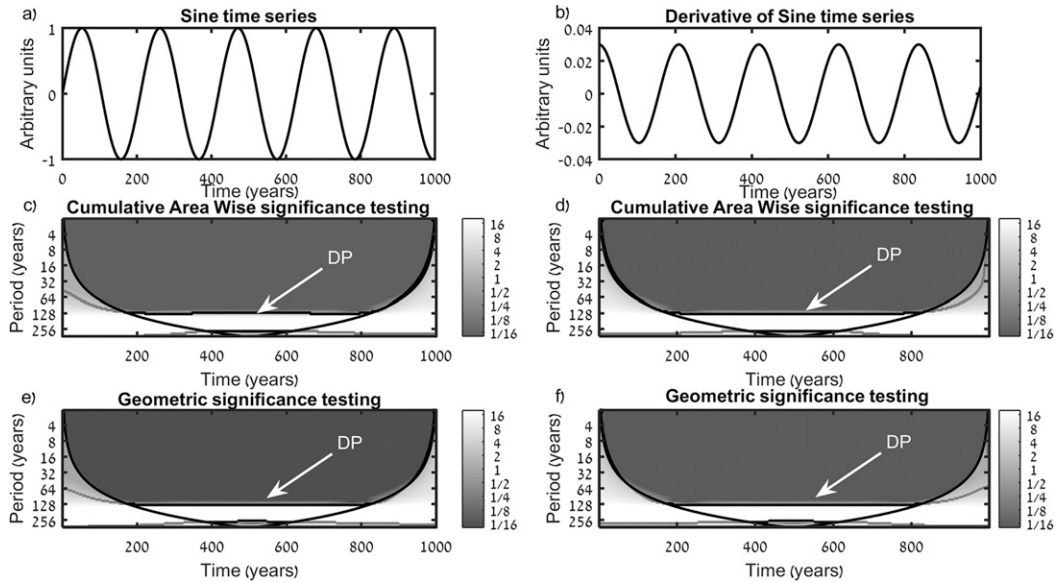 a) Sine time series
1
0
-1
Arbitrary units
0 200 400 600 800 1000
Time (years)
b) Derivative of Sine time series
0.04
0.02
0
-0.02
-0.04
Arbitrary units
0 200 400 600 800 1000
Time (years)
c) Cumulative Area Wise significance testing
DP
4
8
16
32
64
128
256
Period (years)
200 400 600 800 1000
Time (years)
16
8
4
2
1
1/2
1/4
1/8
1/16
d) Cumulative Area Wise significance testing
DP
4
8
16
32
64
128
256
Period (years)
200 400 600 800
Time (years)
16
8
4
2
1
1/2
1/4
1/8
1/16
e) Geometric significance testing
DP
4
8
16
32
64
128
256
Period (years)
200 400 600 800 1000
Time (years)
16
8
4
2
1
1/2
1/4
1/8
1/16
f) Geometric significance testing
DP
4
8
16
32
64
128
256
Period (years)
200 400 600 800
Time (years)
16
8
4
2
1
1/2
1/4
1/8
1/16